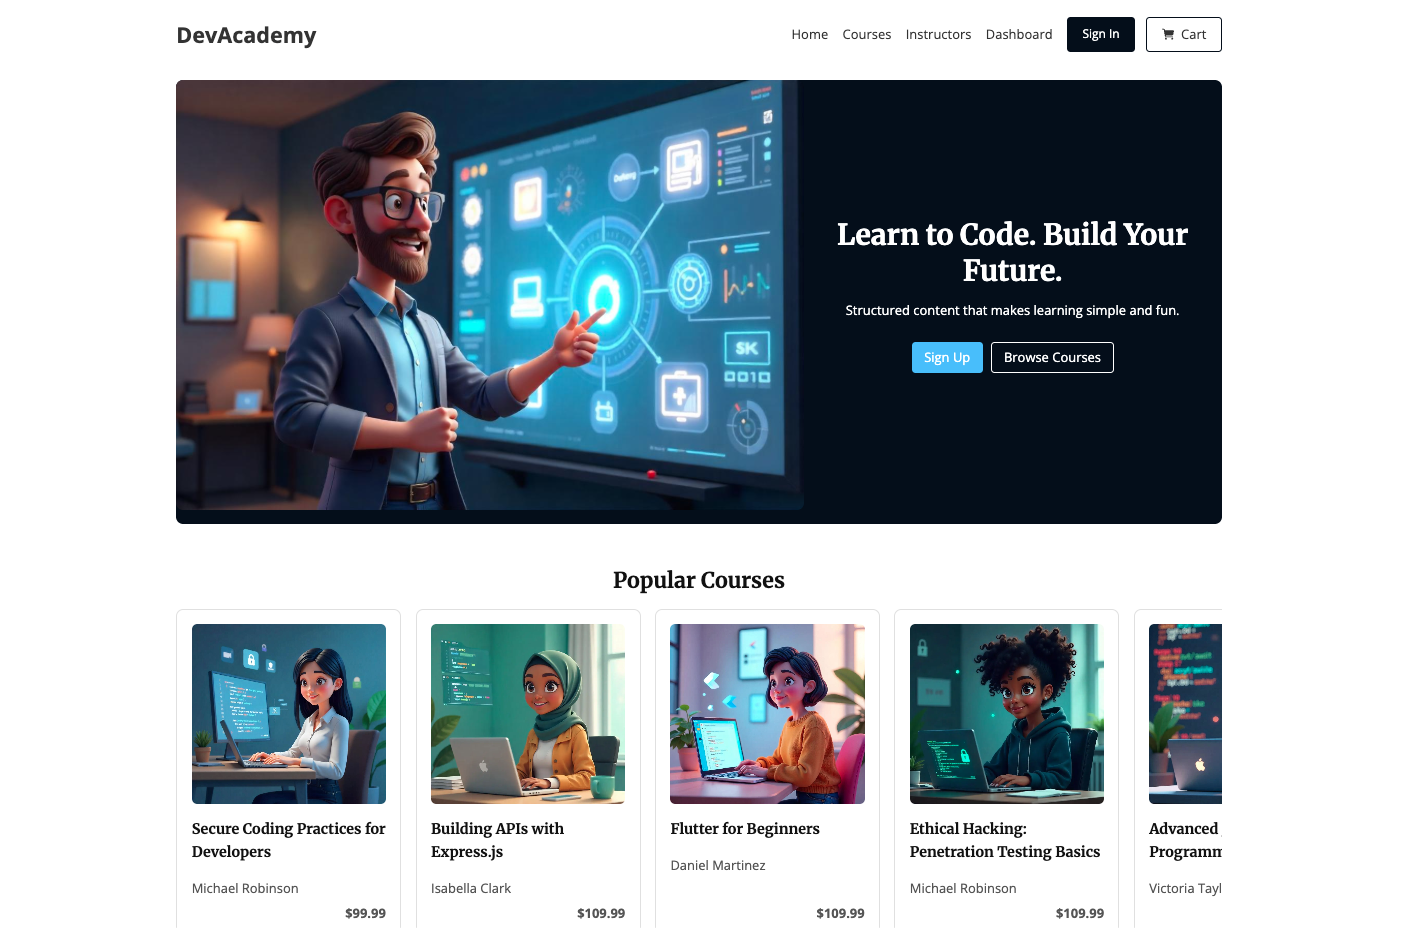 DevAcademy
Home Courses Instructors Dashboard Sign In Cart
SK
Learn to Code. Build Your
Future.
Structured content that makes learning simple and fun.
Sign Up Browse Courses
Popular Courses
Secure Coding Practices for
Developers
Michael Robinson
$99.99
Building APIs with
Express.js
Isabella Clark
$109.99
Flutter for Beginners
Daniel Martinez
$109.99
Ethical Hacking:
Penetration Testing Basics
Michael Robinson
$109.99
Advanced
Programm
Victoria Tayl